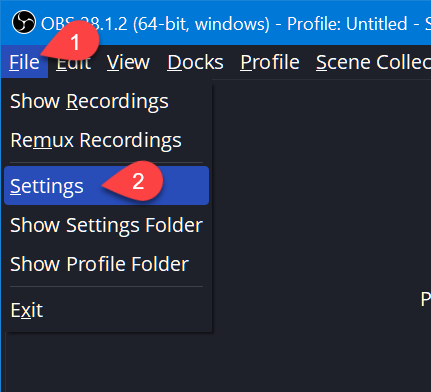 OBS 28.1.2 (64-bit, windows) - Profile: Untitled - S
1
File Edit View Docks Profile Scene Collec
Show Recordings
Remux Recordings
Settings 2
Show Settings Folder
Show Profile Folder
P
Exit